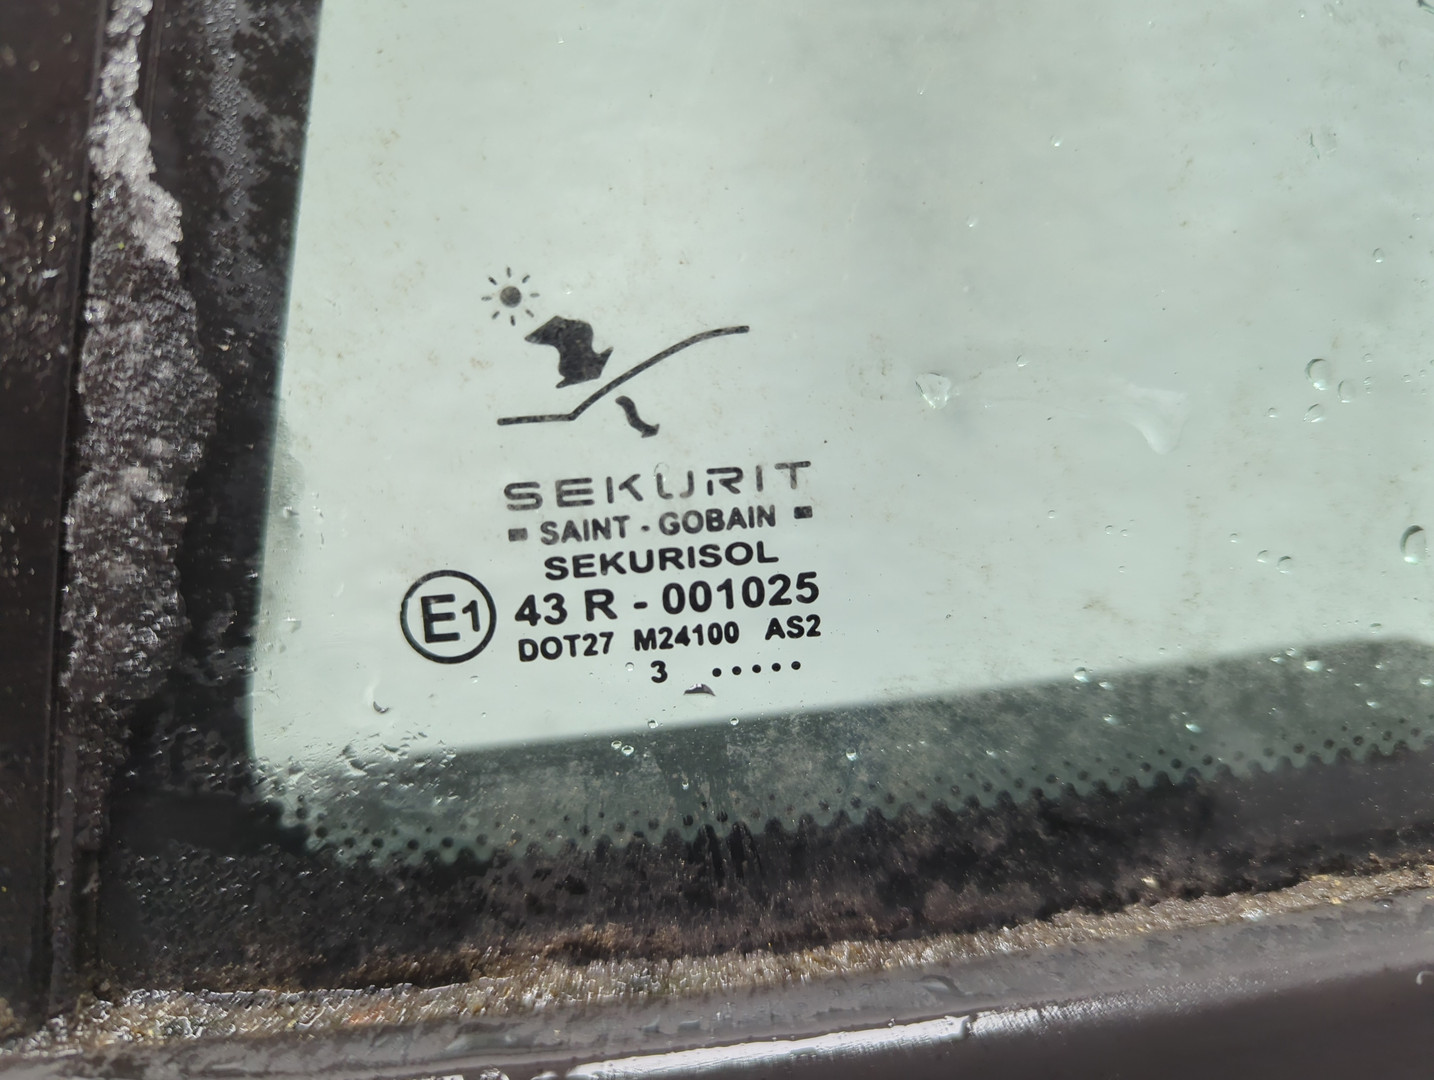 SEKURIT
SAINT - GOBAIN
SEKURISOL
E1 43 R - 001025
DOT27 M24100 AS2
3 .....